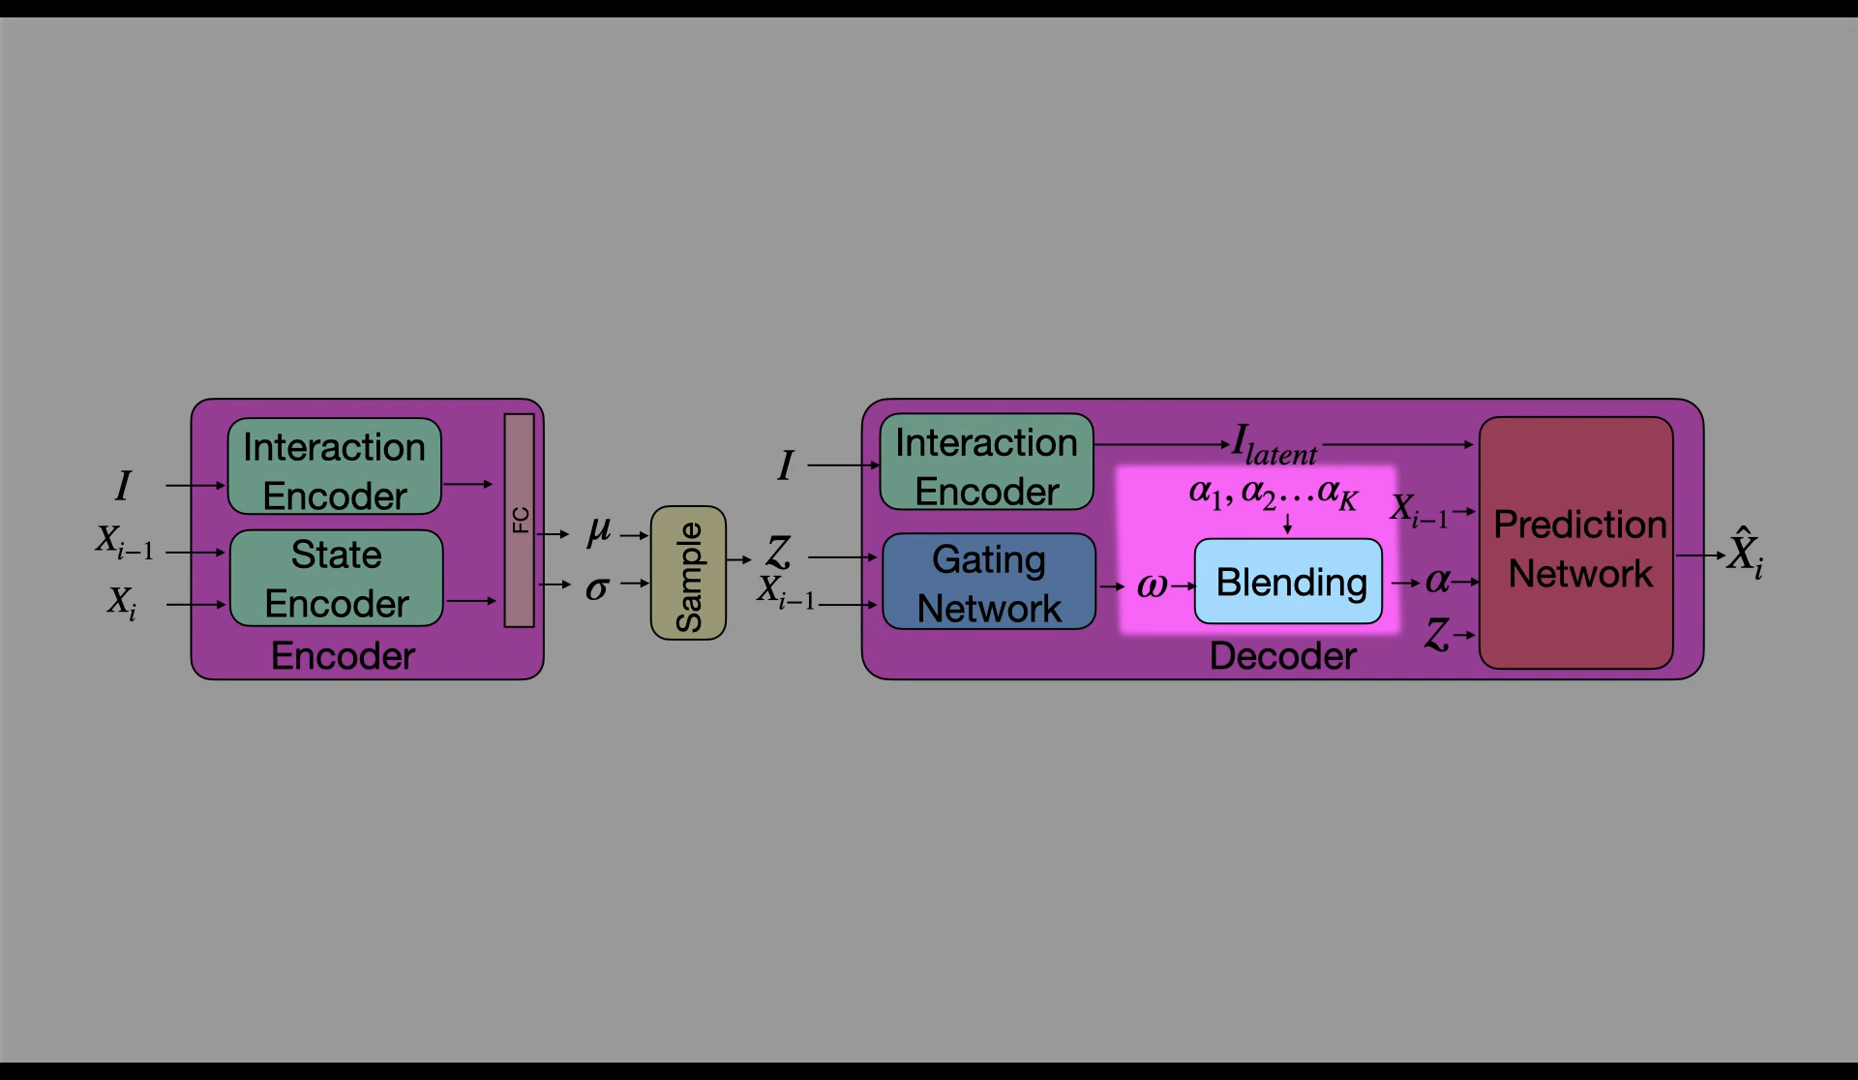 I
X_{i−1}
X_i
Interaction
Encoder
State
Encoder
Encoder
FC
μ
σ
Sample
Z
X_{i−1}
I
Interaction
Encoder
Gating
Network
I_{latent}
α_1, α_2…α_K
ω
Blending
Decoder
X_{i−1}
α
Z
Prediction
Network
X̂_i